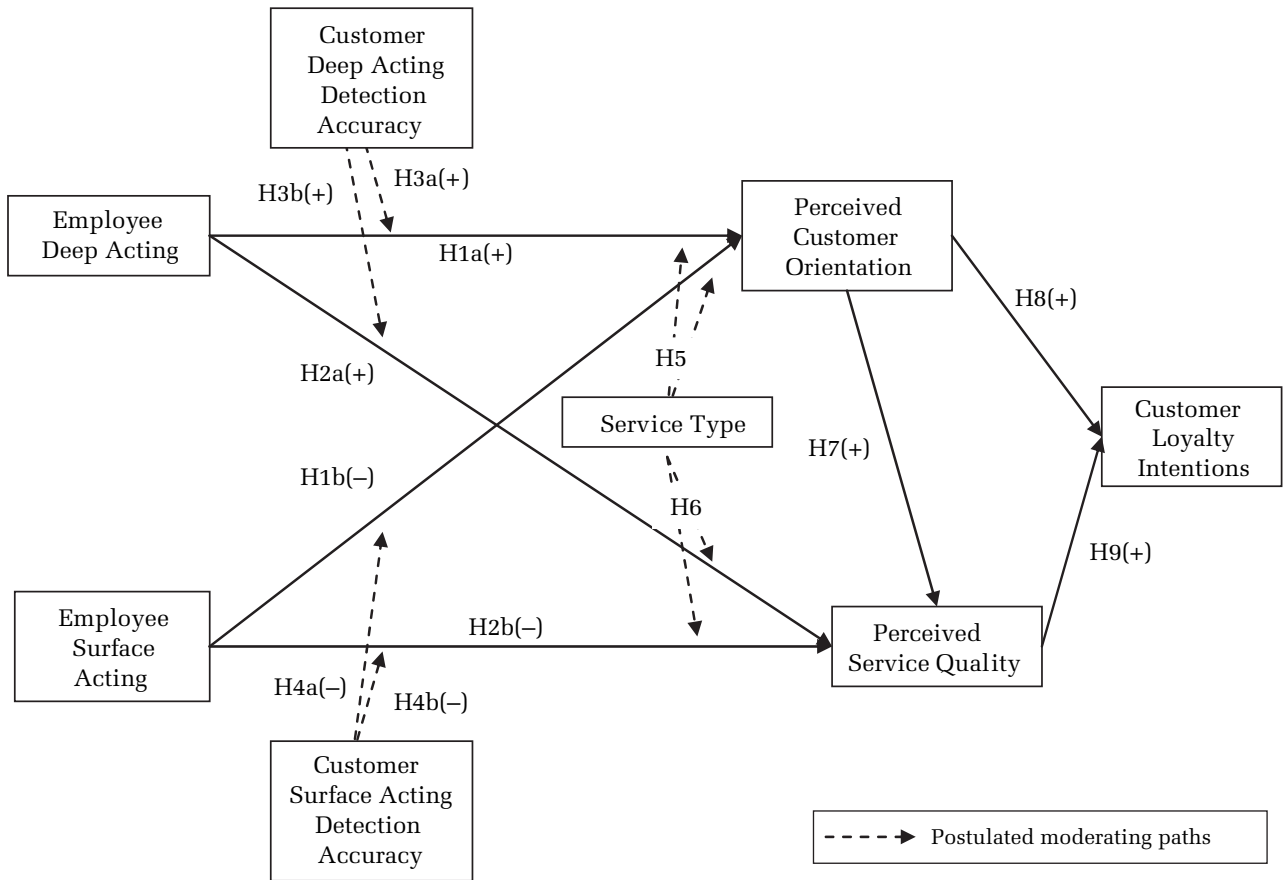 Customer
Deep Acting
Detection
Accuracy
H3b(+)
H3a(+)
Employee
Deep Acting
H1a(+)
Perceived
Customer
Orientation
H8(+)
H2a(+)
H5
Service Type
Customer
Loyalty
Intentions
H7(+)
H1b(–)
H6
H9(+)
Employee
Surface
Acting
H2b(–)
Perceived
Service Quality
H4a(–)
H4b(–)
Customer
Surface Acting
Detection
Accuracy
Postulated moderating paths